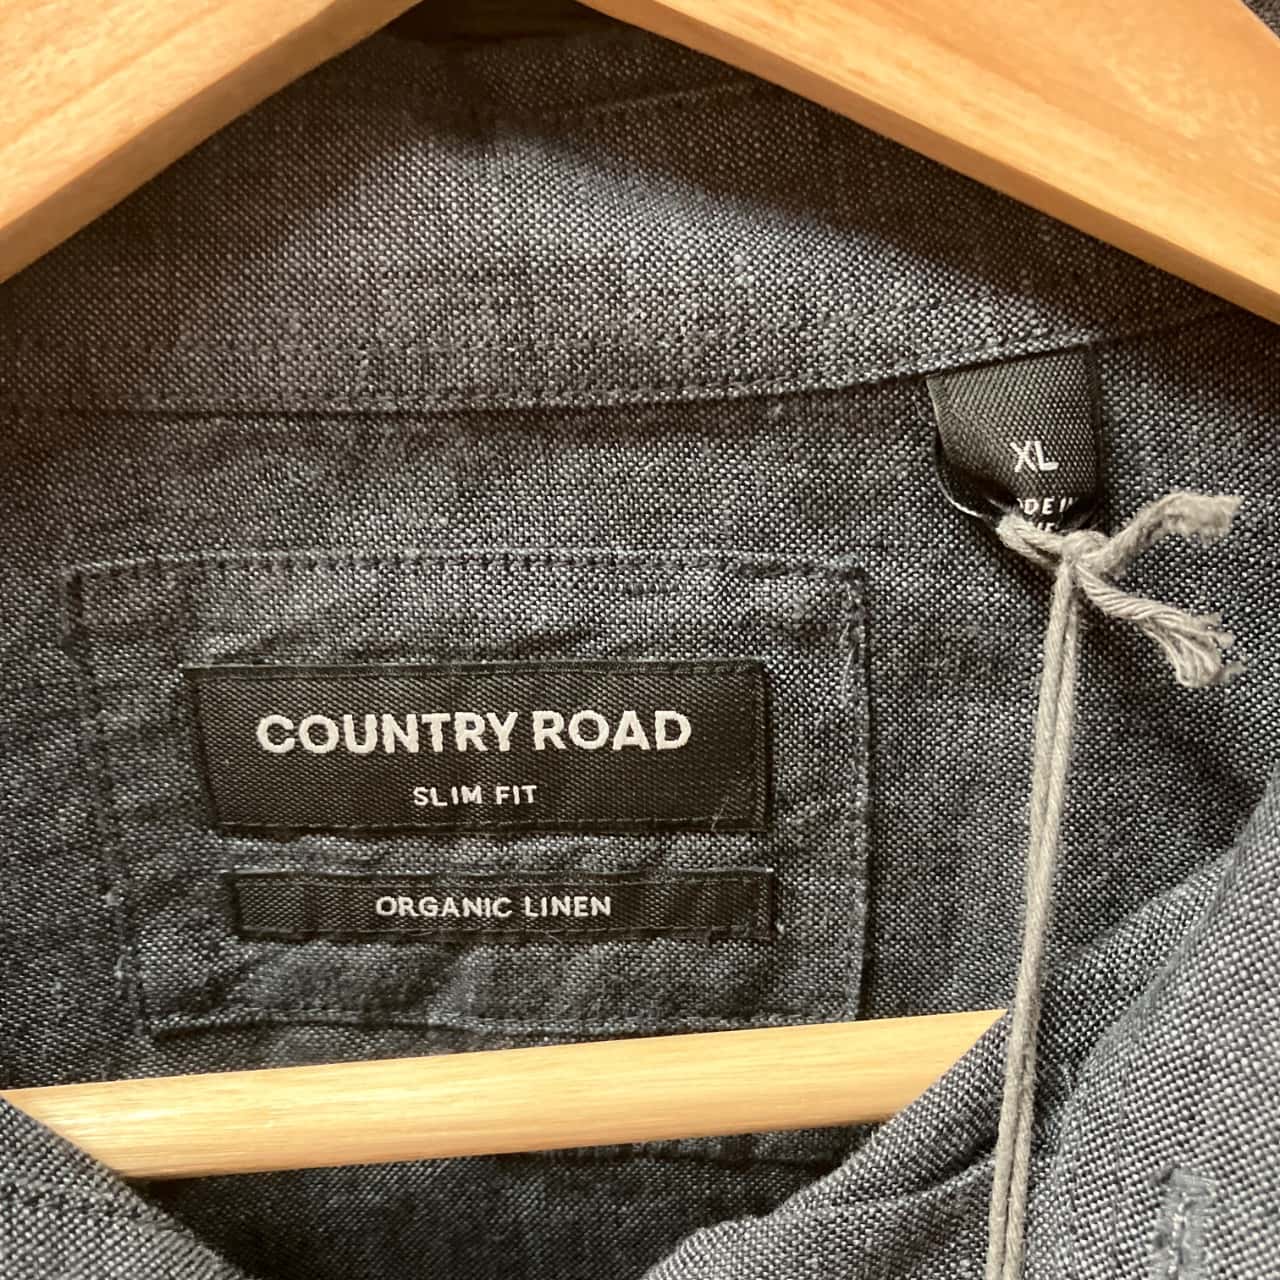 XL
COUNTRY ROAD
SLIM FIT
ORGANIC LINEN